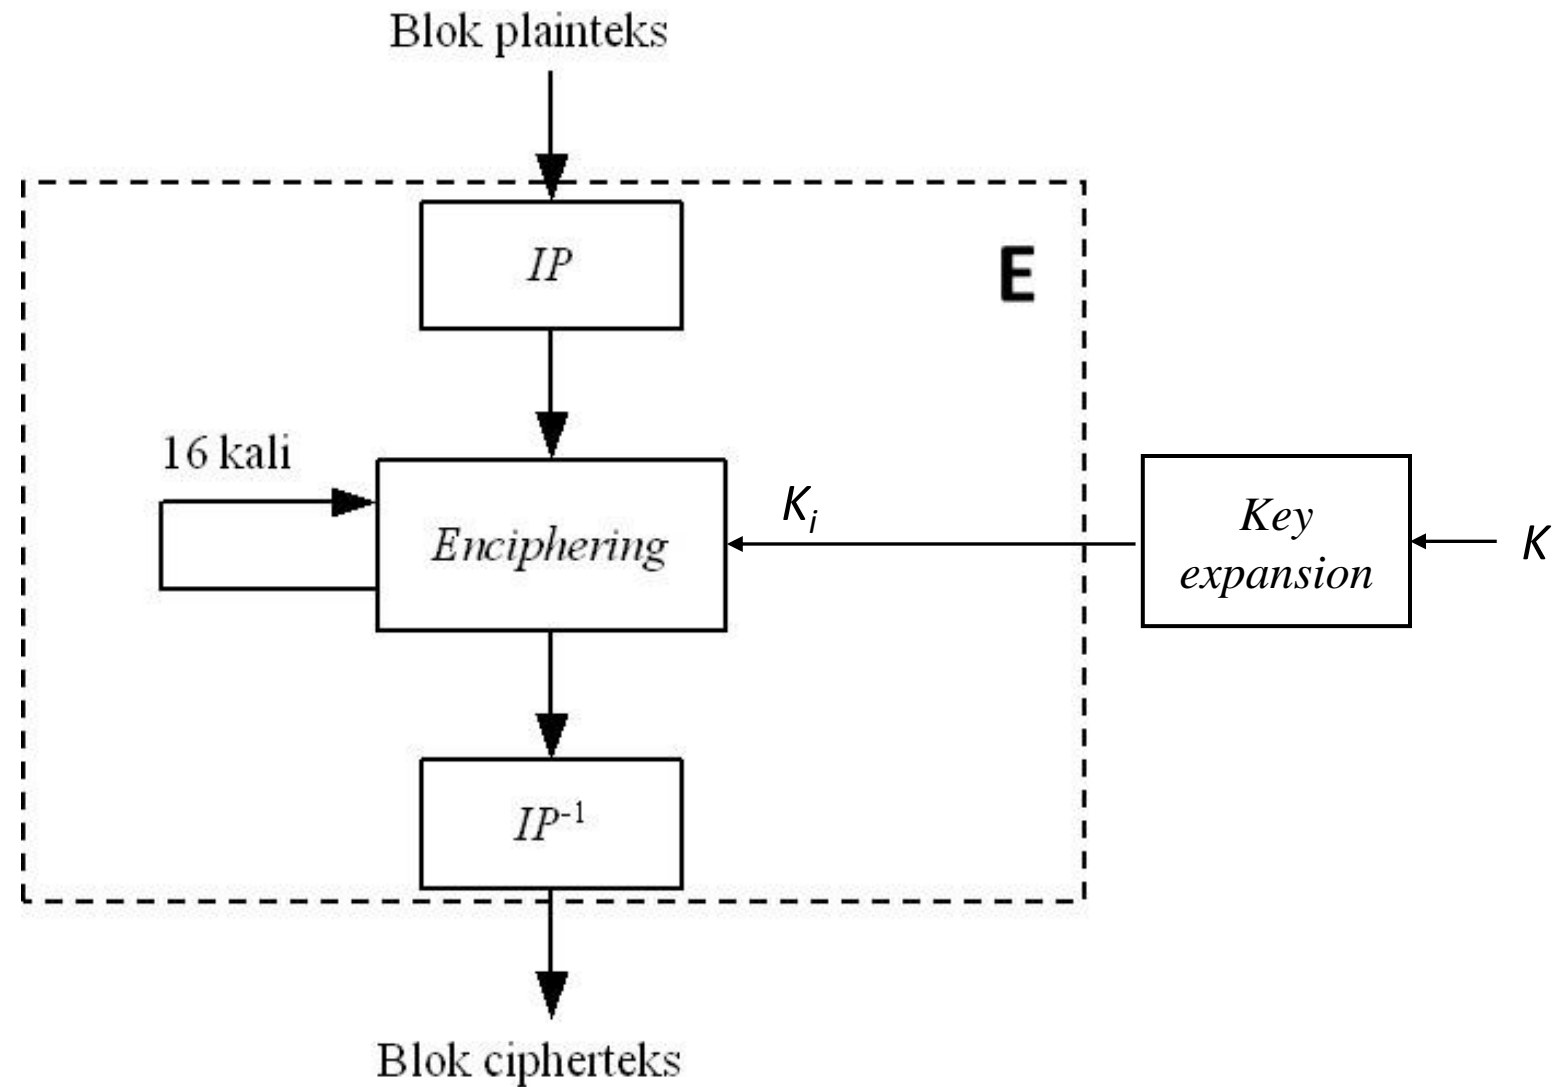 Blok plainteks
IP
E
16 kali
Enciphering
Ki
Key
expansion
K
IP-1
Blok cipherteks